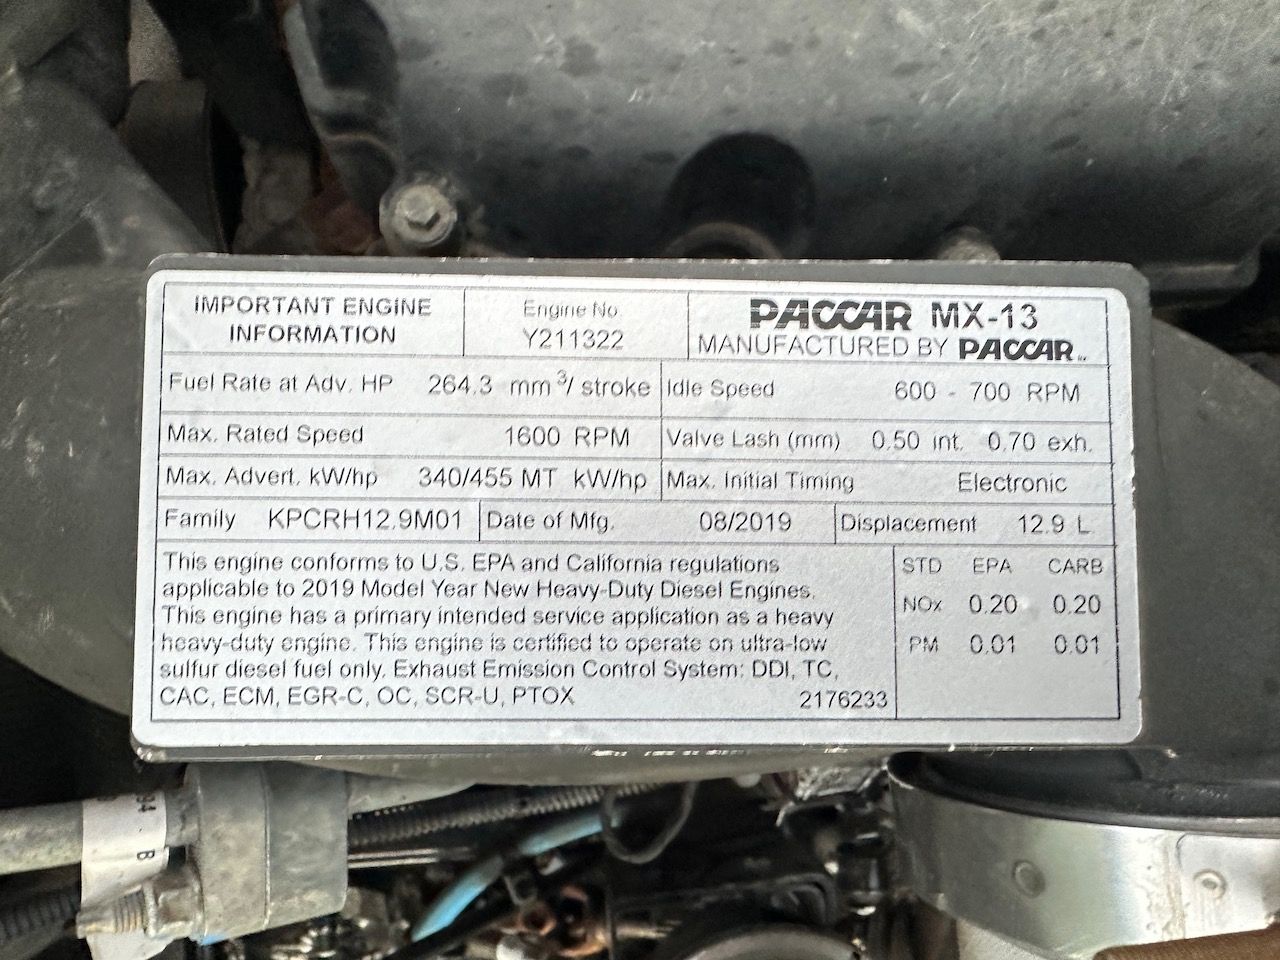 IMPORTANT ENGINE
INFORMATION
Engine No
Y211322
PACCAR MX-13
MANUFACTURED BY PACCAR
Fuel Rate at Adv. HP 264.3 mm³/ stroke
Idle Speed 600 - 700 RPM
Max. Rated Speed 1600 RPM
Valve Lash (mm) 0.50 int. 0.70 exh.
Max. Advert. kW/hp 340/455 MT kW/hp
Max. Initial Timing Electronic
Family KPCRH12.9M01
Date of Mfg. 08/2019
Displacement 12.9 L
This engine conforms to U.S. EPA and California regulations
applicable to 2019 Model Year New Heavy-Duty Diesel Engines.
This engine has a primary intended service application as a heavy
heavy-duty engine. This engine is certified to operate on ultra-low
sulfur diesel fuel only. Exhaust Emission Control System: DDI, TC,
CAC, ECM, EGR-C, OC, SCR-U, PTOX 2176233
STD EPA CARB
NOx 0.20 0.20
PM 0.01 0.01
B